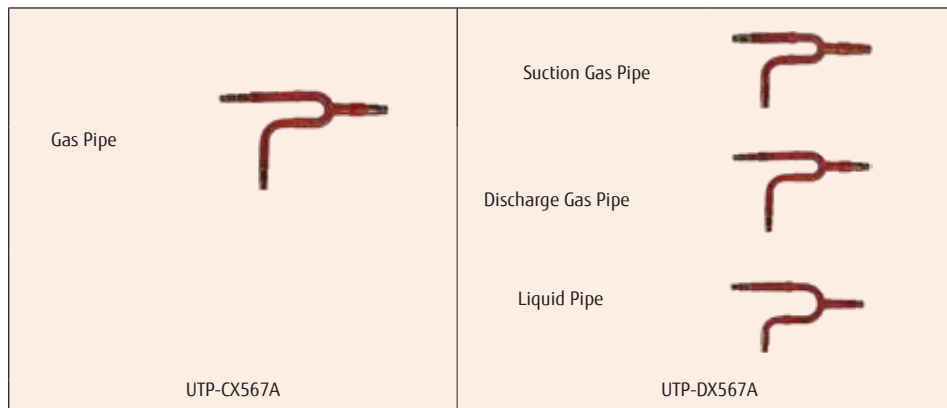 Gas Pipe
UTP-CX567A
Suction Gas Pipe
Discharge Gas Pipe
Liquid Pipe
UTP-DX567A